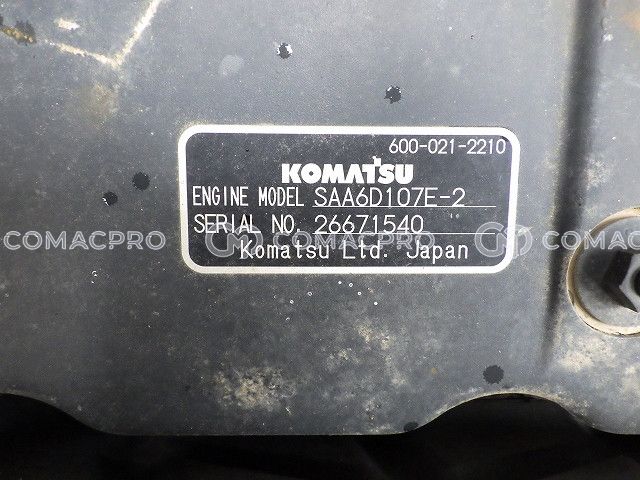 600-021-2210
KOMATSU
ENGINE MODEL SAA6D107E-2
SERIAL NO. 26671540
COMACPRO COMACPRO COMACPRO
Komatsu Ltd. Japan